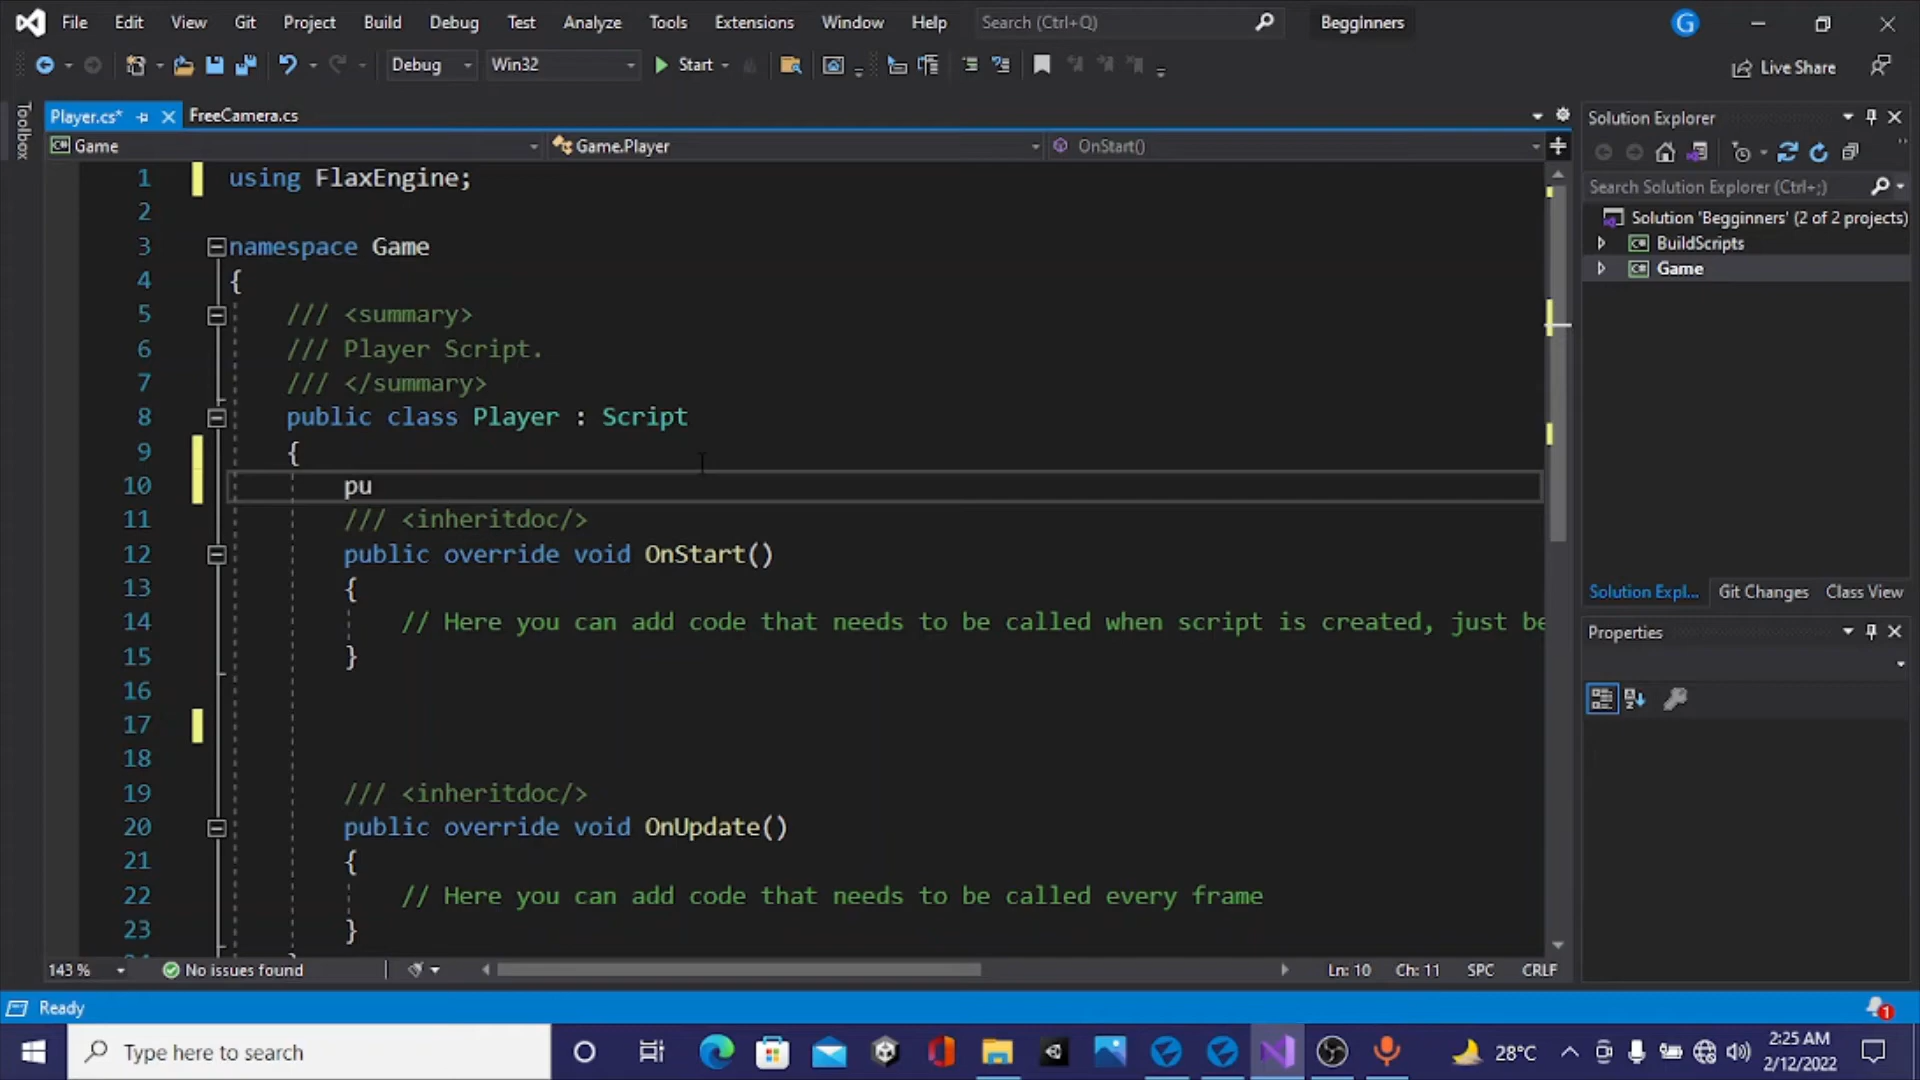 File Edit View Git Project Build Debug Test Analyze Tools Extensions Window Help Search (Ctrl+Q) Begginners G
Debug Win32 Start Live Share
Toolbox
Player.cs* FreeCamera.cs
Game Game.Player OnStart()
1 using FlaxEngine;
2
3 namespace Game
4 {
5 /// <summary>
6 /// Player Script.
7 /// </summary>
8 public class Player : Script
9 {
10 pu
11 /// <inheritdoc/>
12 public override void OnStart()
13 {
14 // Here you can add code that needs to be called when script is created, just be
15 }
16
17
18
19 /// <inheritdoc/>
20 public override void OnUpdate()
21 {
22 // Here you can add code that needs to be called every frame
23 }
143 % No issues found Ln: 10 Ch: 11 SPC CRLF
Solution Explorer
Search Solution Explorer (Ctrl+;)
Solution 'Begginners' (2 of 2 projects)
BuildScripts
Game
Solution Expl... Git Changes Class View
Properties
Ready 1
Type here to search 28°C 2:25 AM
2/12/2022